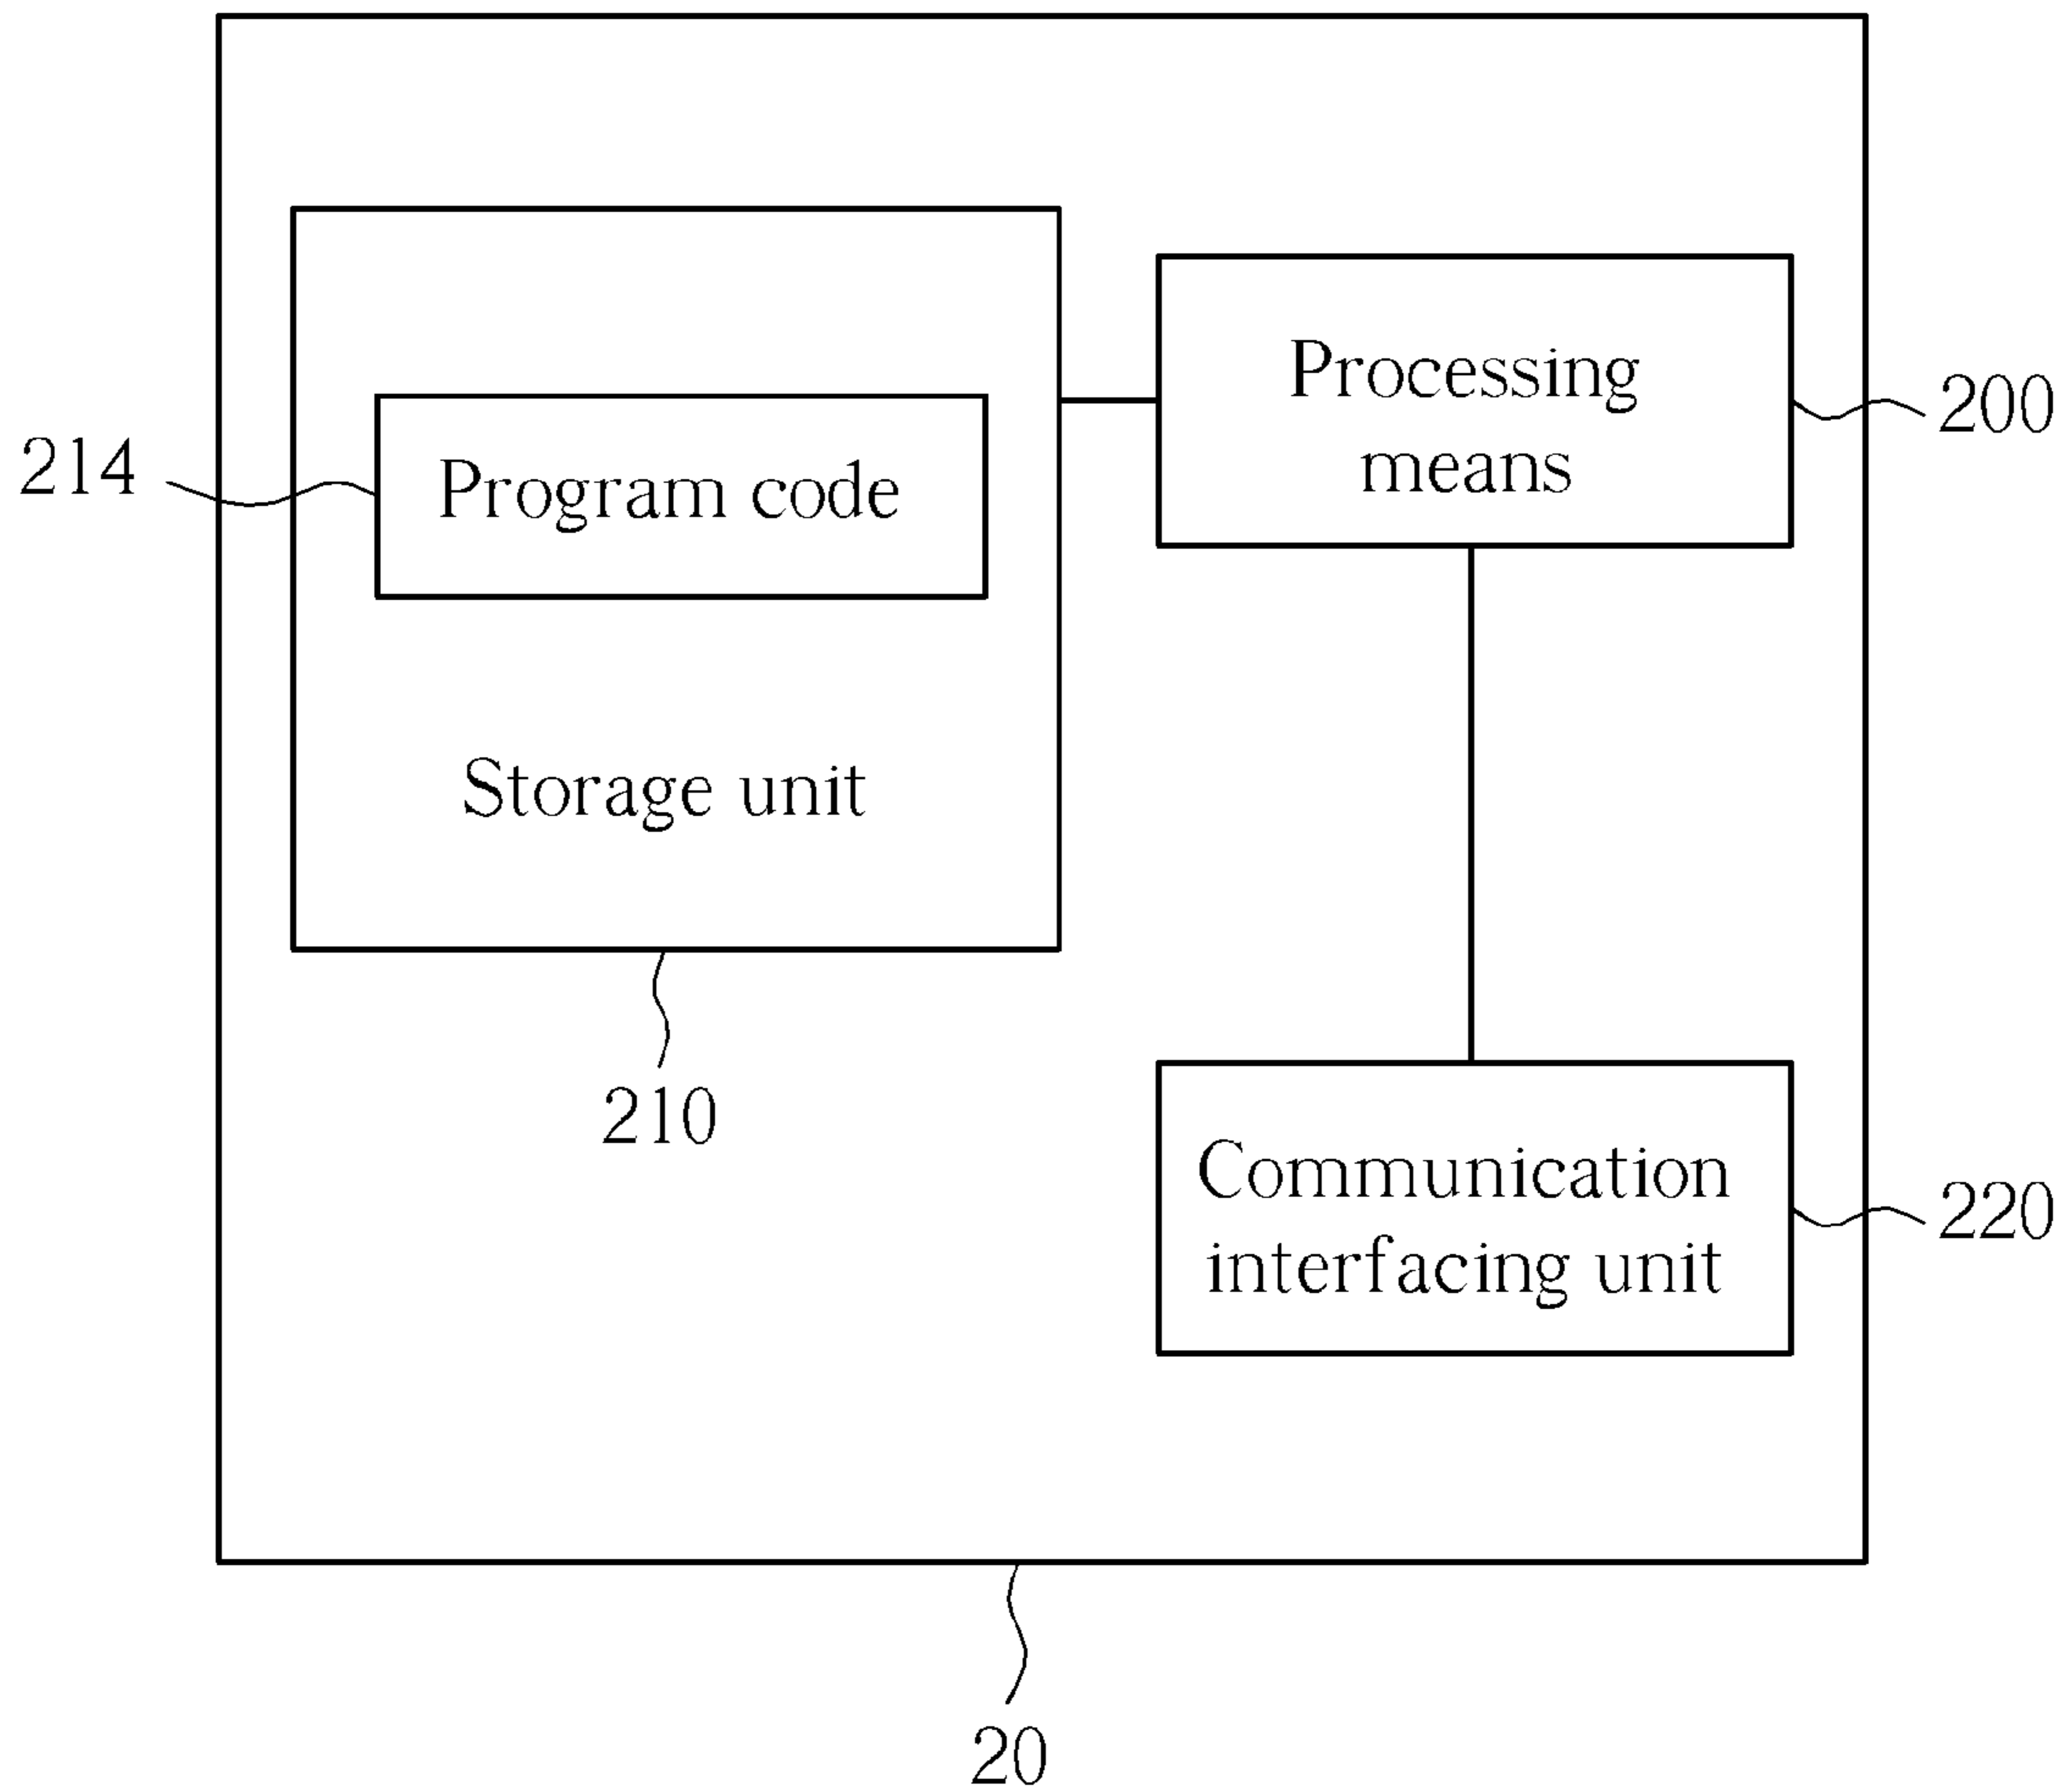 Processing
means
200
214
Program code
Storage unit
210
Communication
interfacing unit
220
20